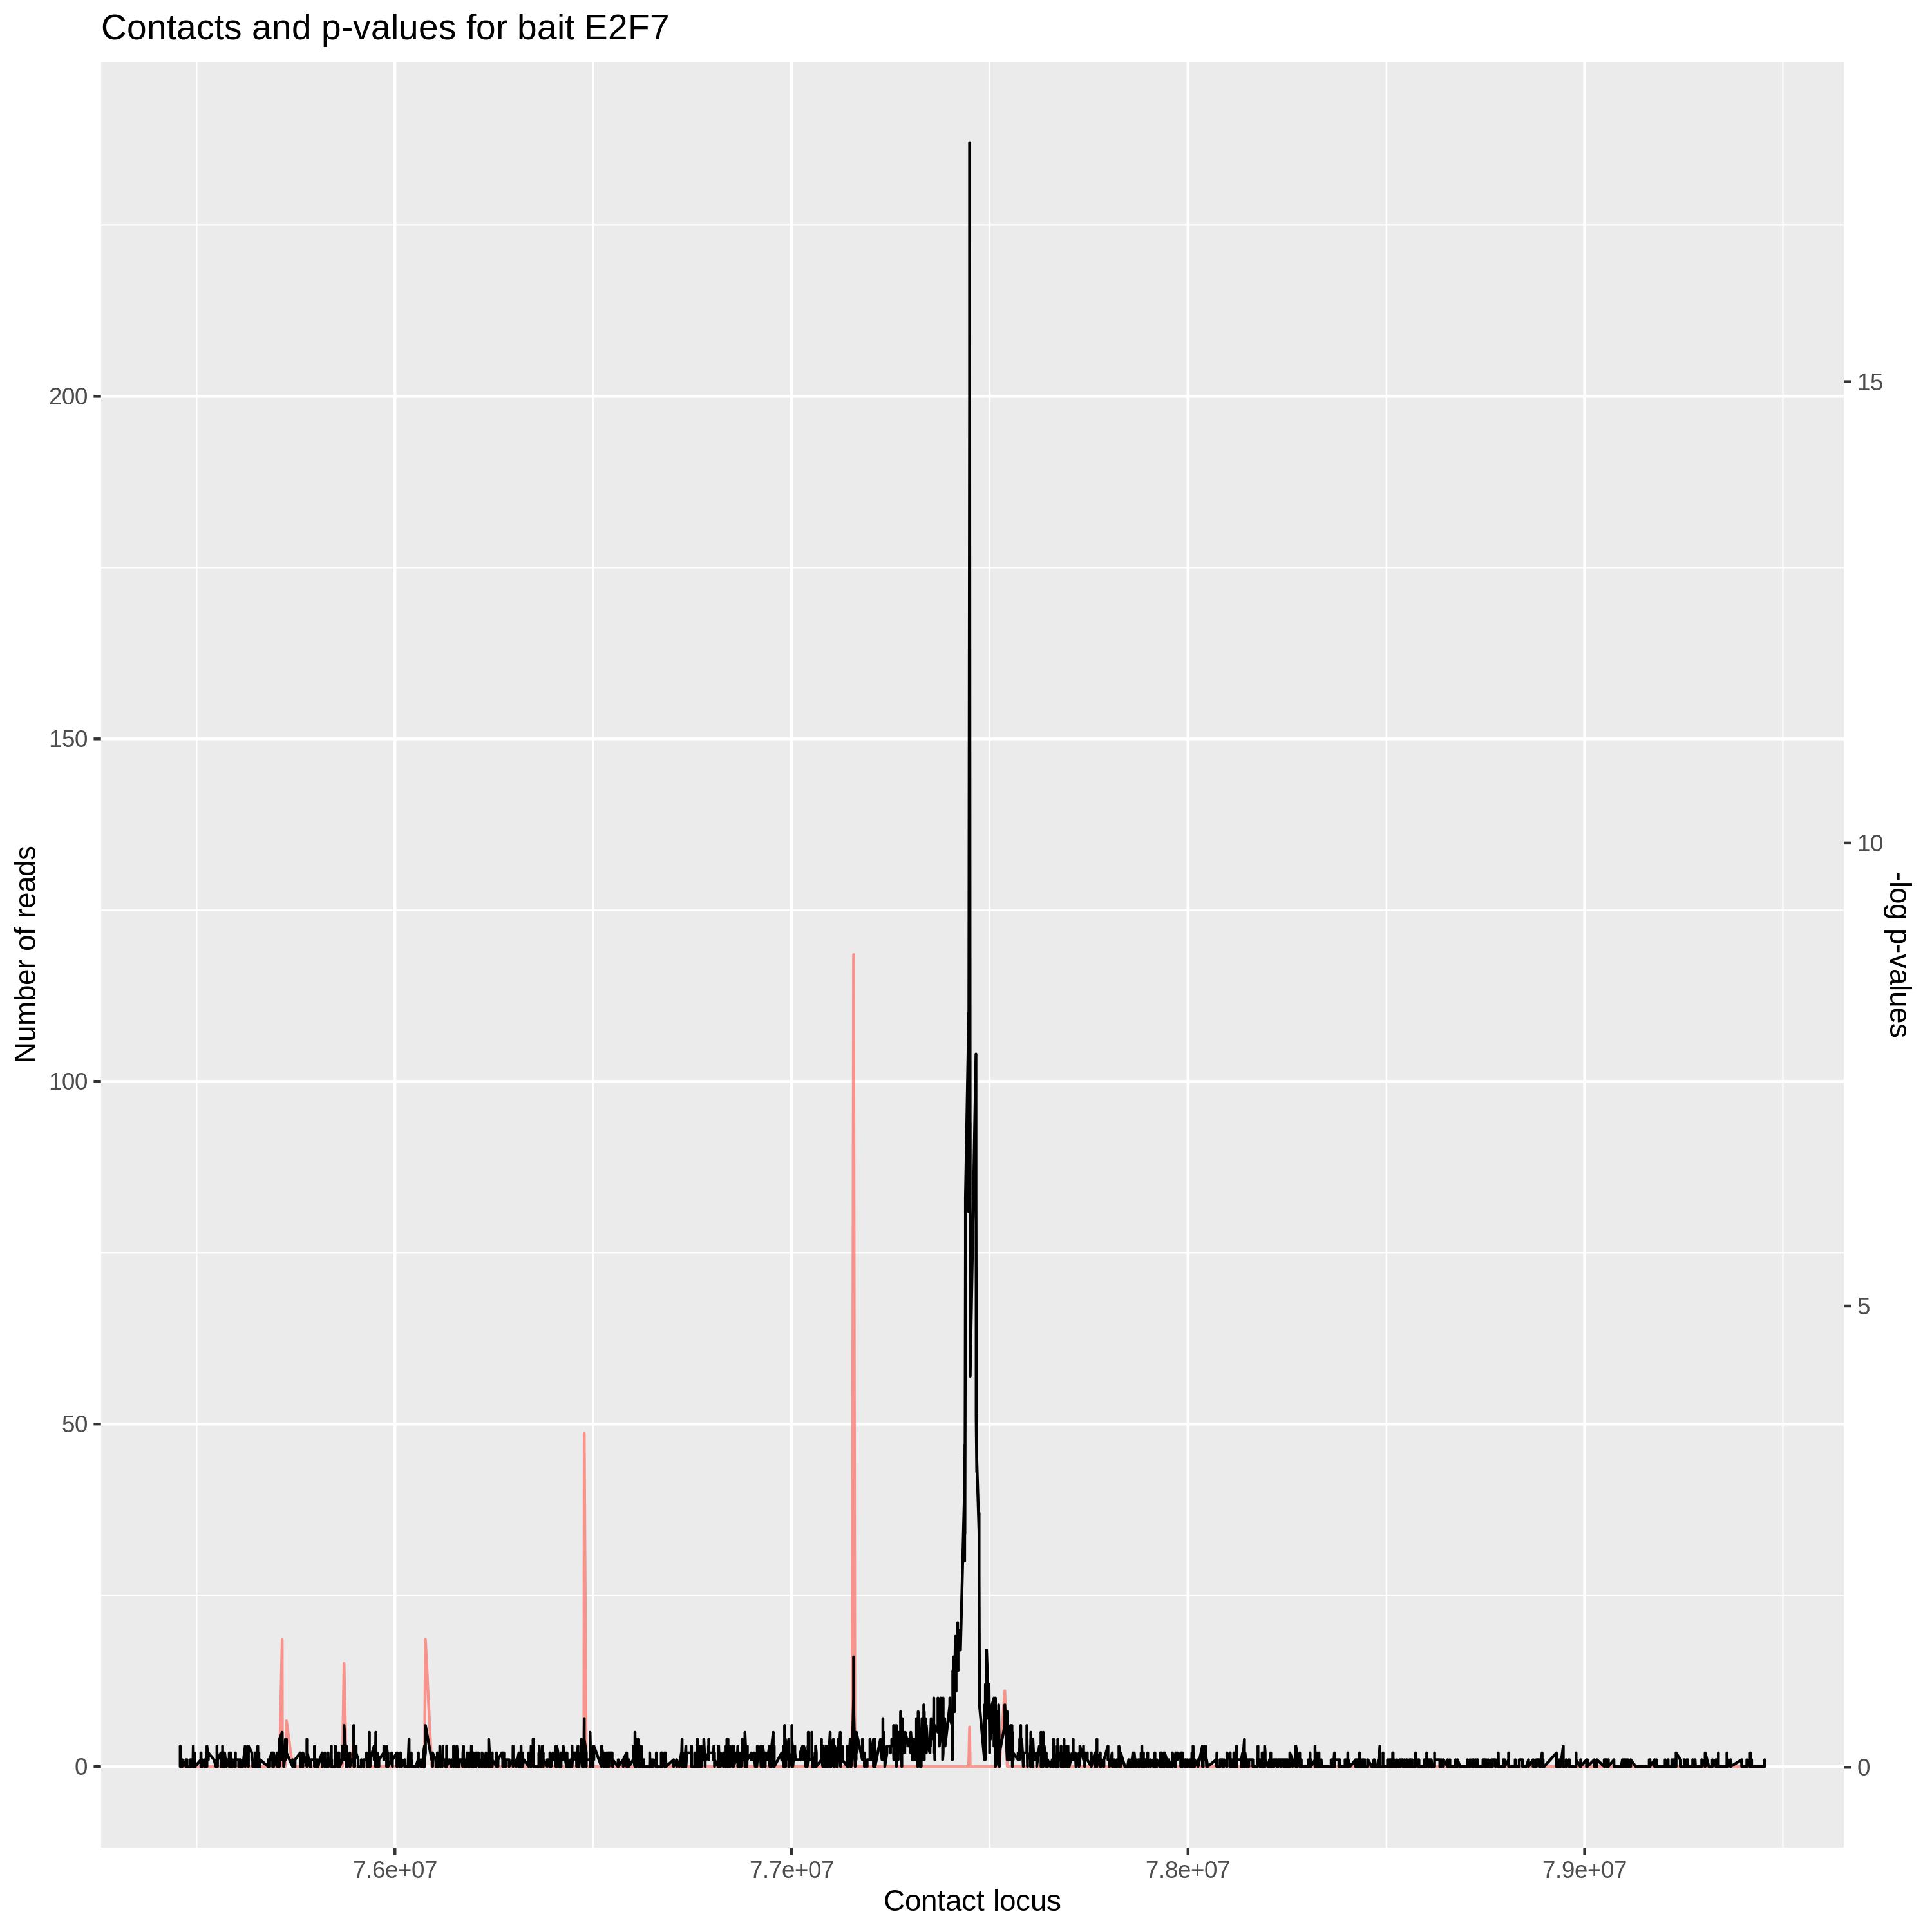 Contacts and p-values for bait E2F7
200
150
100
50
0
Number of reads
15
10
5
0
-log p-values
7.6e+07
7.7e+07
7.8e+07
7.9e+07
Contact locus